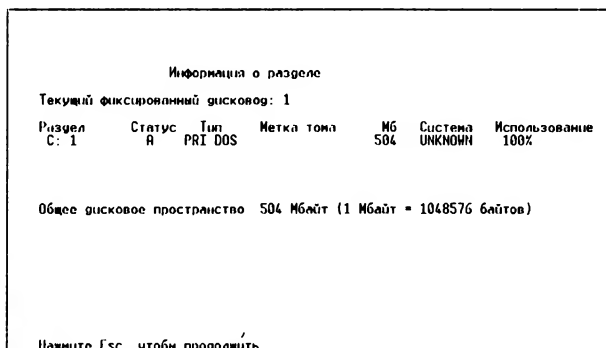 Информация о разделе
Текущий фиксированный дисковод: 1
Раздел Статус Тип Метка тома Мб Система Использование
C: 1 A PRI DOS 504 UNKNOWN 100%
Общее дисковое пространство 504 Мбайт (1 Мбайт = 1048576 байтов)
Нажмите Esc, чтобы продолжить